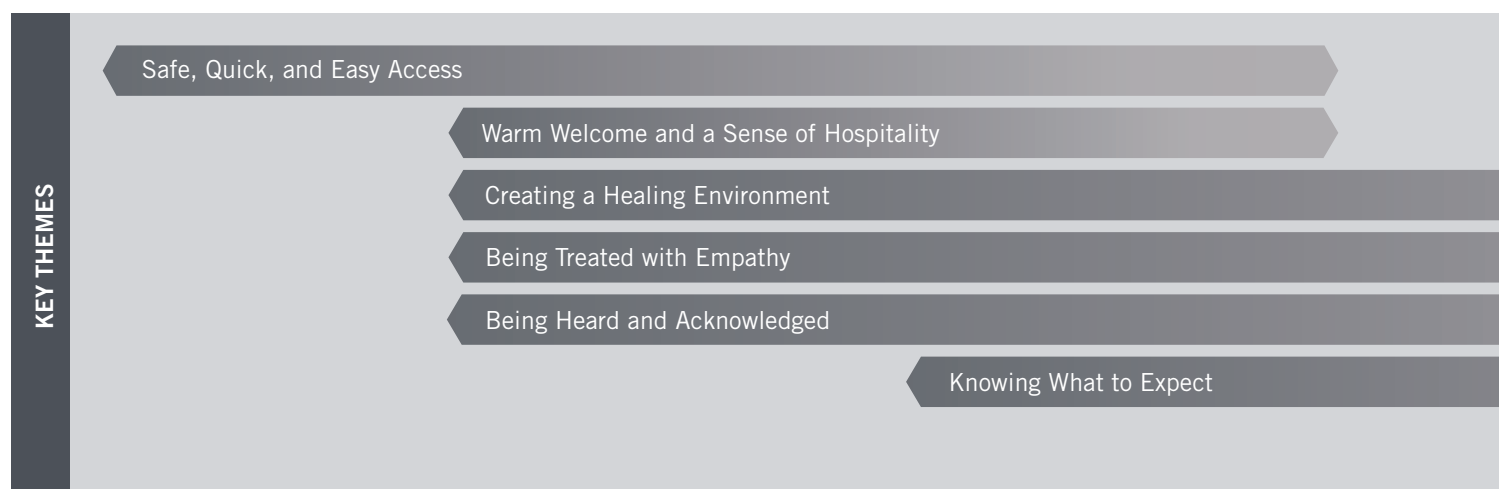 KEY THEMES
Safe, Quick, and Easy Access
Warm Welcome and a Sense of Hospitality
Creating a Healing Environment
Being Treated with Empathy
Being Heard and Acknowledged
Knowing What to Expect